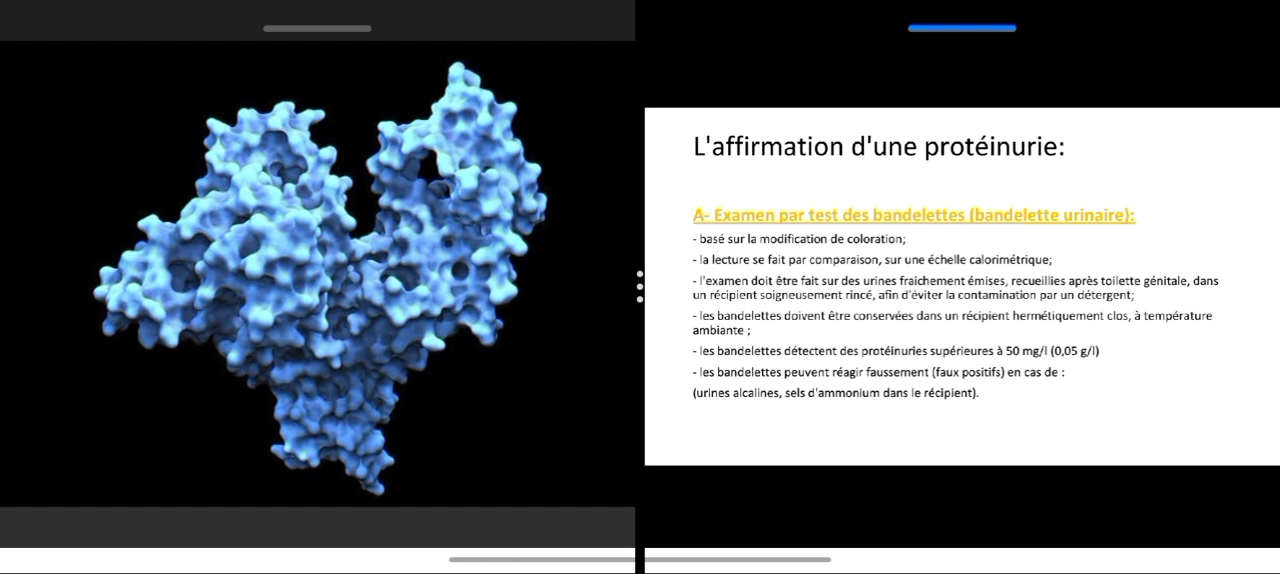 L'affirmation d'une protéinurie:
A- Examen par test des bandelettes (bandelette urinaire):
- basé sur la modification de coloration;
- la lecture se fait par comparaison, sur une échelle calorimétrique;
- l'examen doit être fait sur des urines fraichement émises, recueillies après toilette génitale, dans
un récipient soigneusement rincé, afin d'éviter la contamination par un détergent;
- les bandelettes doivent être conservées dans un récipient hermétiquement clos, à température
ambiante ;
- les bandelettes détectent des protéinuries supérieures à 50 mg/l (0,05 g/l)
- les bandelettes peuvent réagir faussement (faux positifs) en cas de :
(urines alcalines, sels d'ammonium dans le récipient).